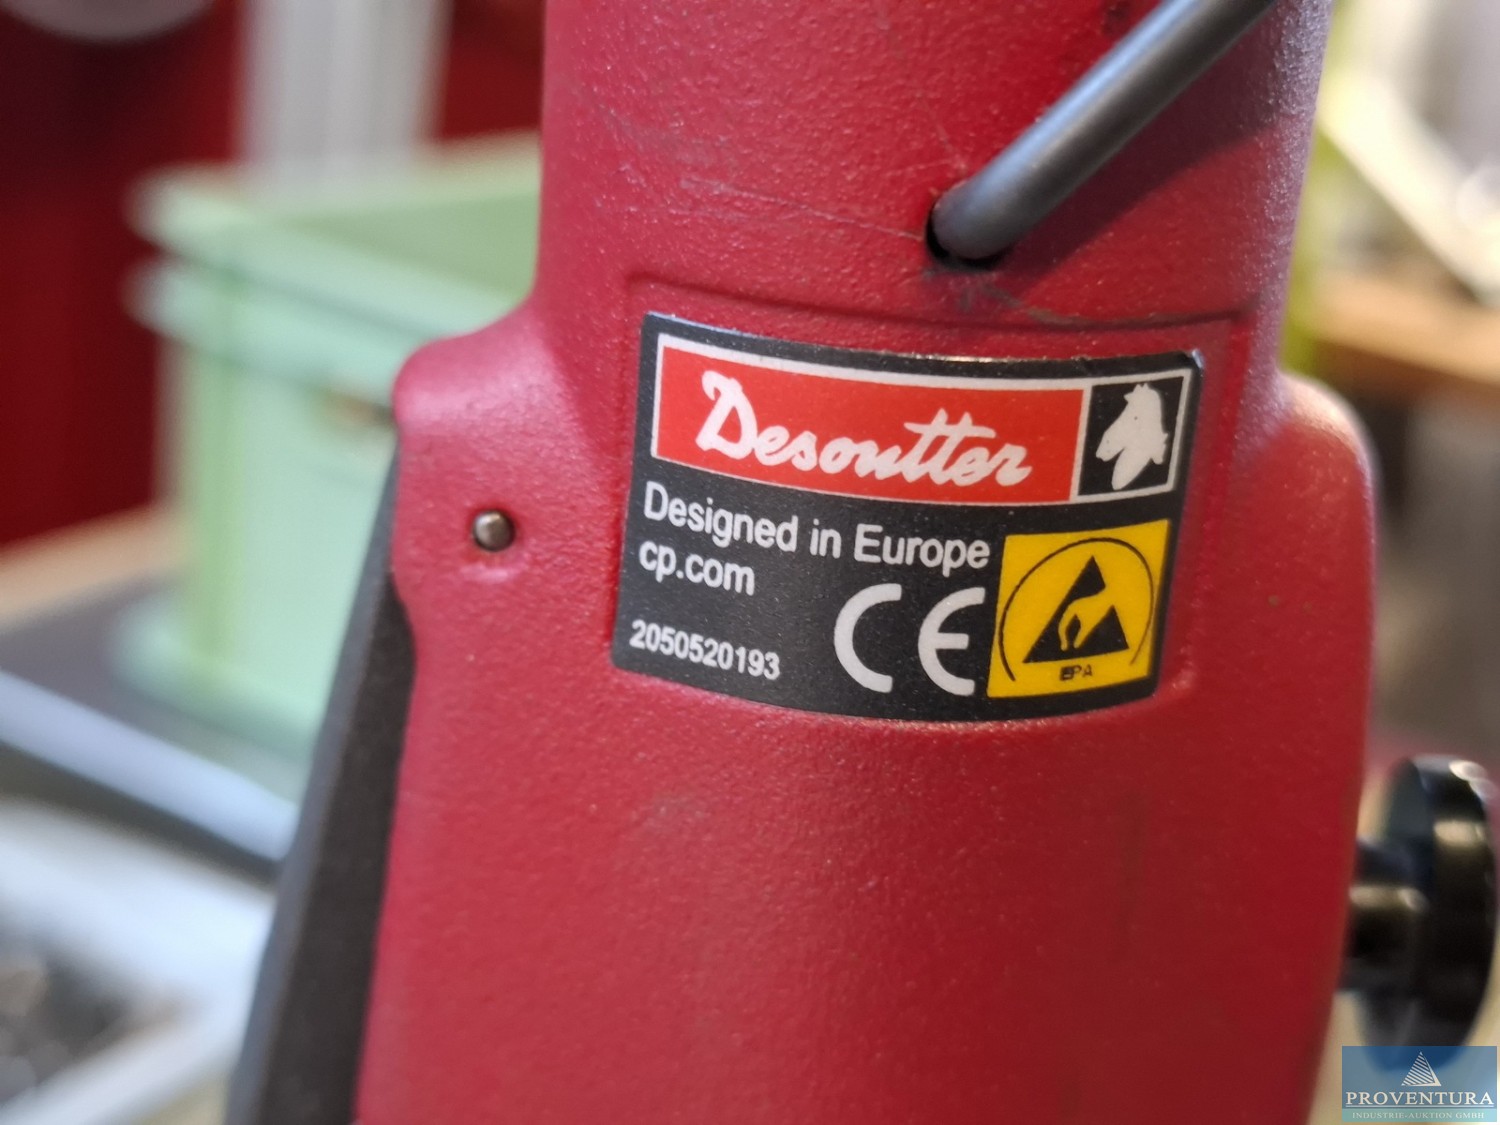 Desoutter
Designed in Europe
cp.com
2050520193
CE
EPA
PROVENTURA
INDUSTRIE-AUKTION GMBH